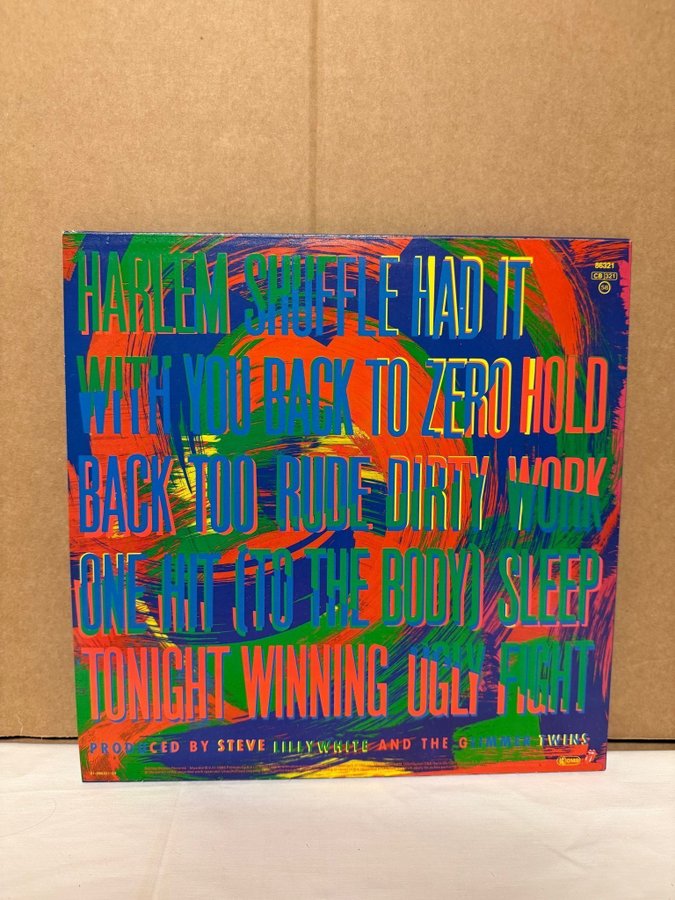 86321
CB 321
58
HARLEM SHUFFLE HAD IT
WITH YOU BACK TO ZERO HOLD
BACK TOO RUDE DIRTY WORK
ONE HIT (TO THE BODY) SLEEP
TONIGHT WINNING UGLY FIGHT
PRODUCED BY STEVE LILLYWHITE AND THE GLIMMER TWINS